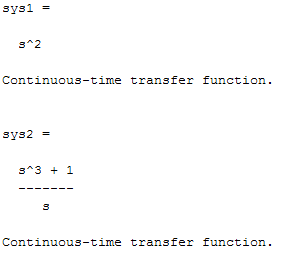 sys1 =
s^2
Continuous-time transfer function.
sys2 =
s^3 + 1
-------
s
Continuous-time transfer function.